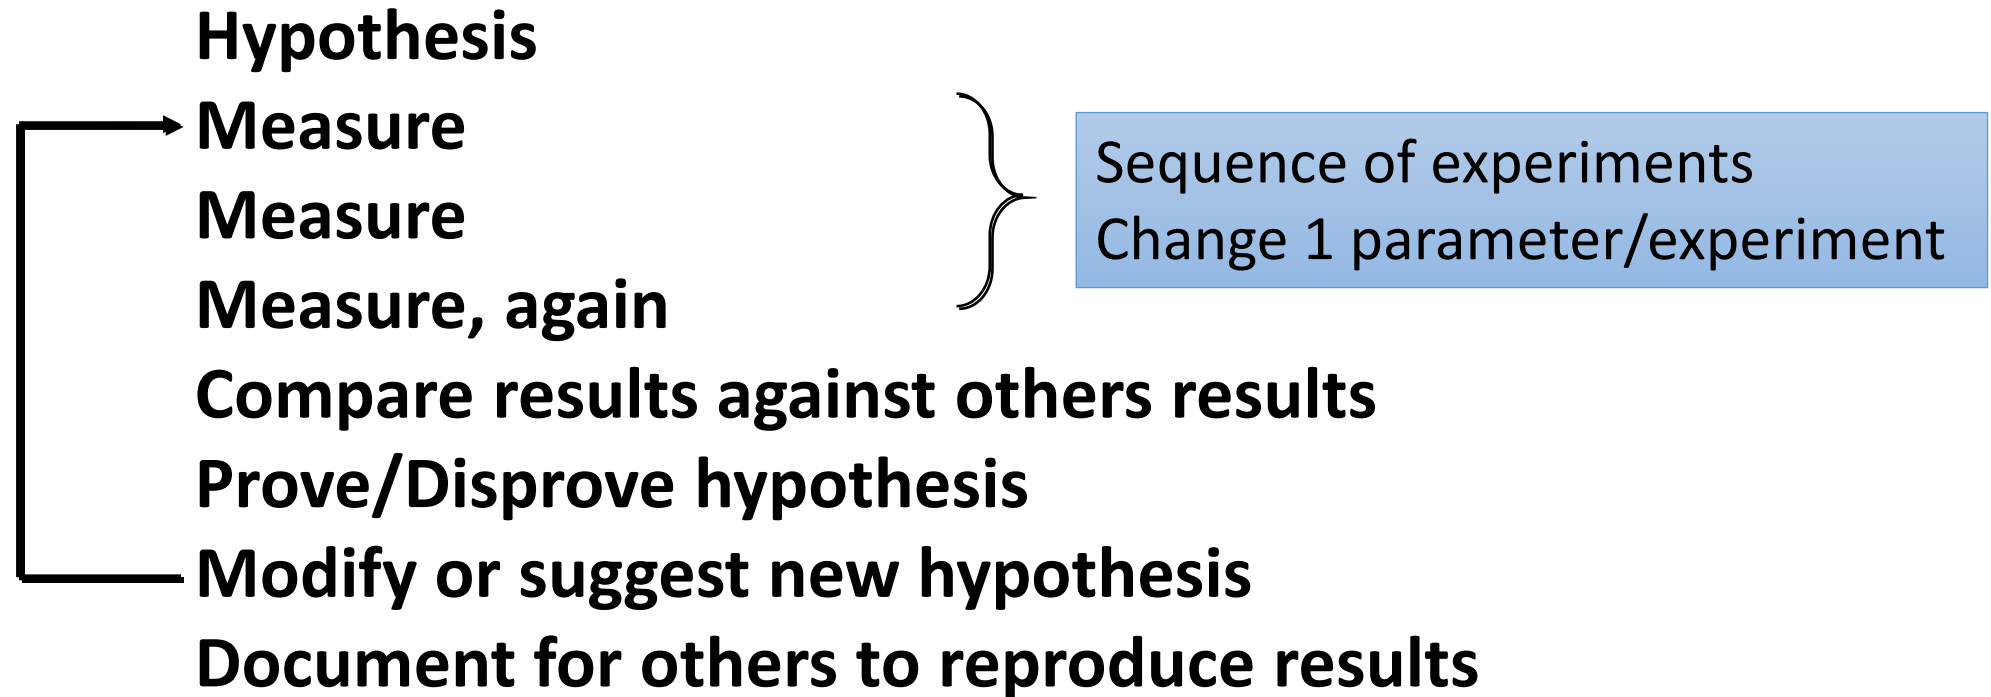 Hypothesis
Measure
Measure
Measure, again
Sequence of experiments
Change 1 parameter/experiment
Compare results against others results
Prove/Disprove hypothesis
Modify or suggest new hypothesis
Document for others to reproduce results